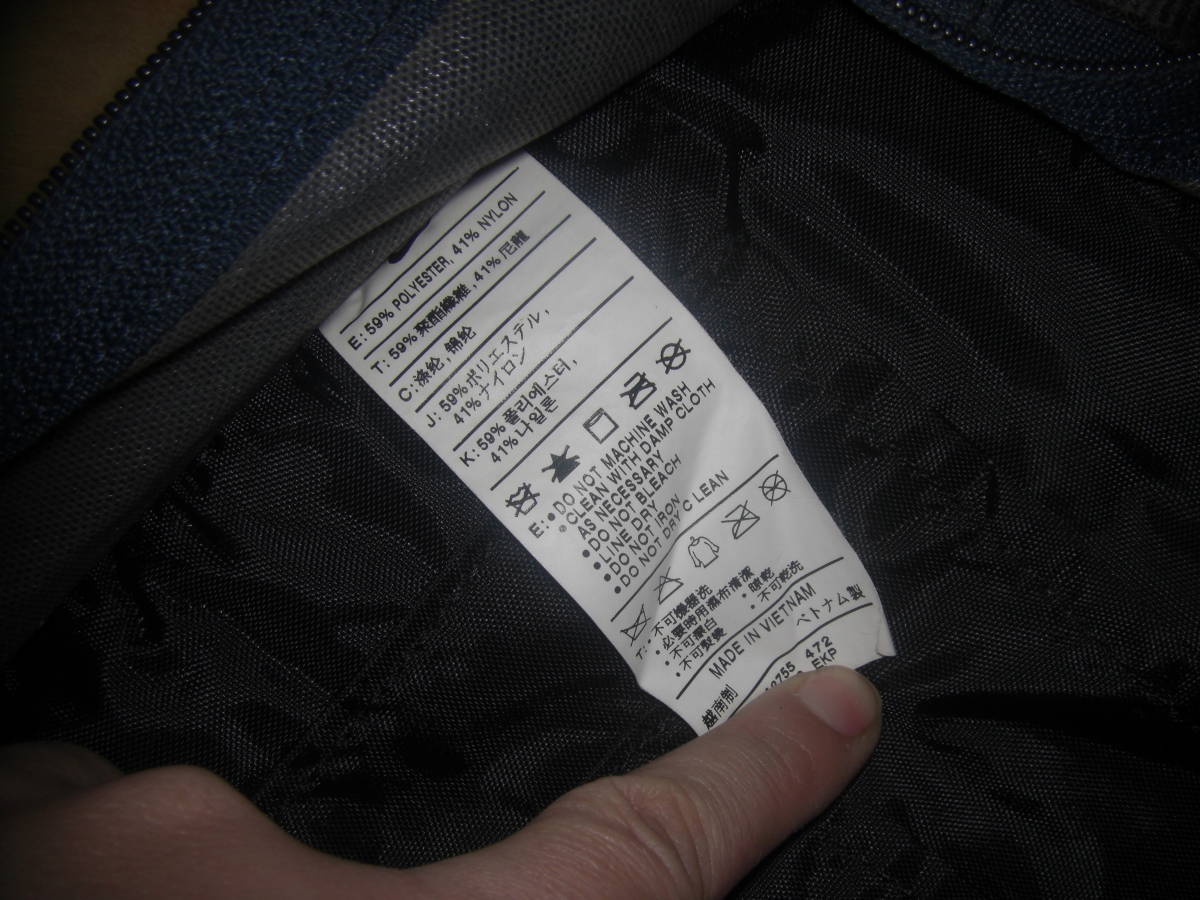 E: 59% POLYESTER, 41% NYLON
T: 59% 聚酯纖維, 41% 尼龍
C: 涤纶, 锦纶
J: 59% ポリエステル,
41% ナイロン
K: 59% 폴리에스터,
41% 나일론
E: ●DO NOT MACHINE WASH
●CLEAN WITH DAMP CLOTH
AS NECESSARY
●DO NOT BLEACH
●LINE DRY
●DO NOT IRON
●DO NOT DRY CLEAN
T: ·不可機器洗
·必要時用濕布清潔
·不可漂白 ·晾乾
·不可熨燙 ·不可乾洗
MADE IN VIETNAM
越南制 ベトナム製
755 472
EKP